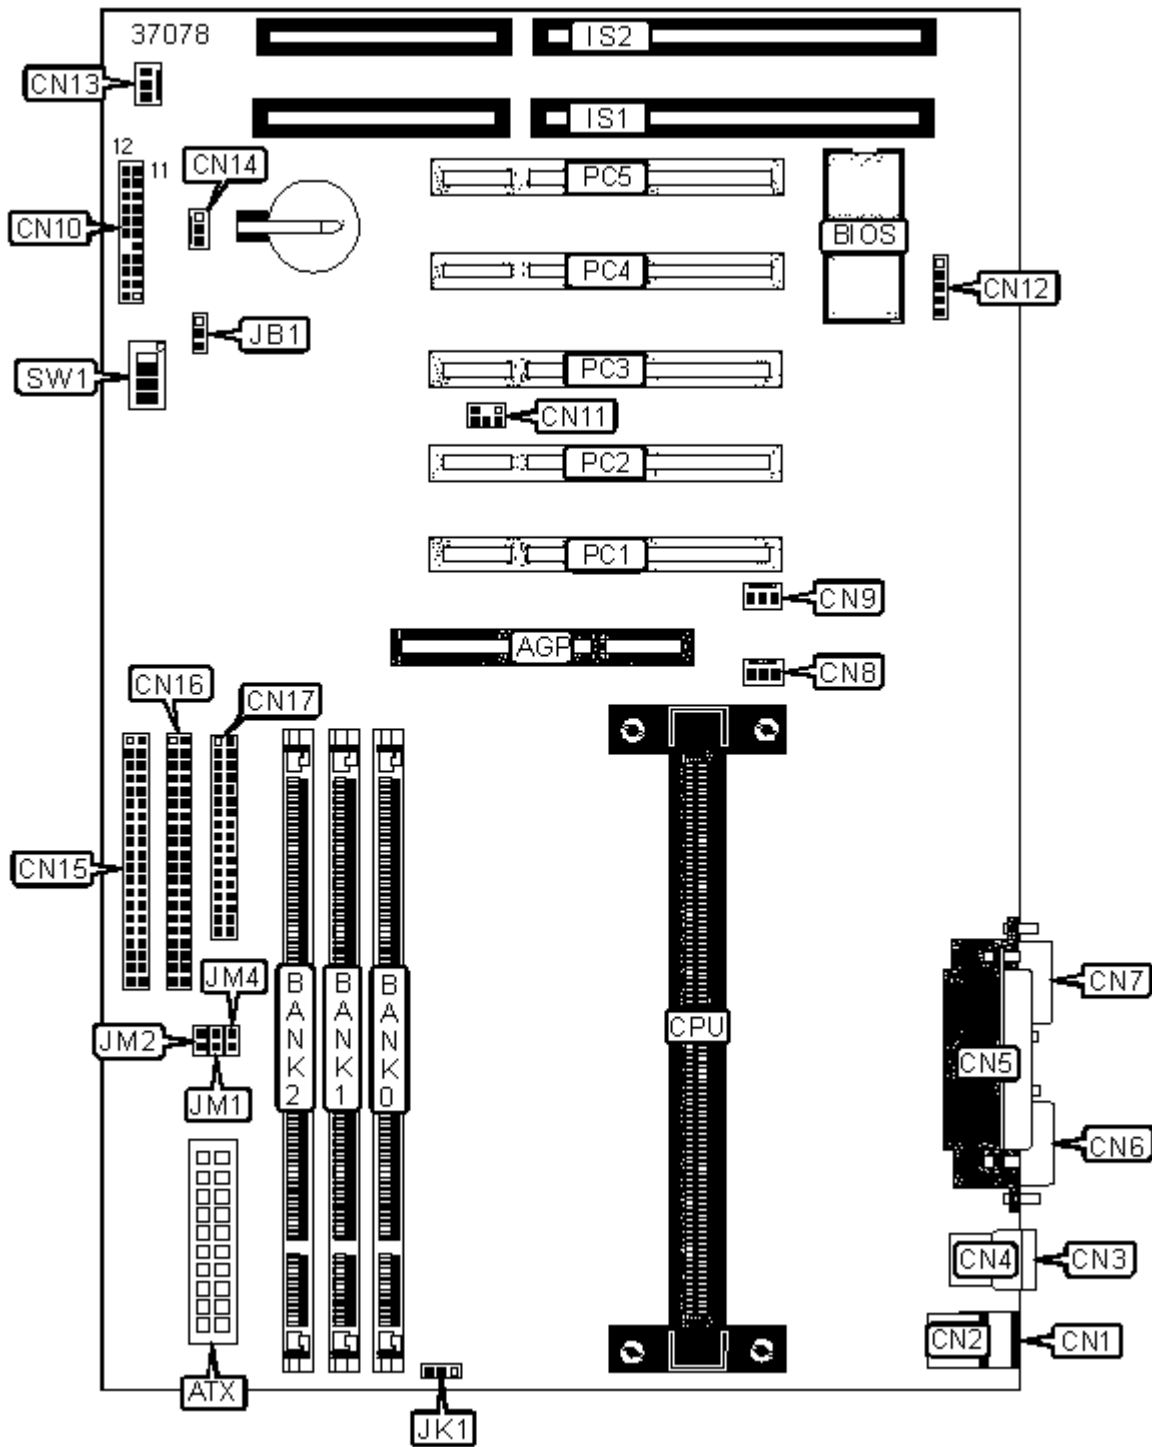 37078
IS2
CN13
IS1
12
11
CN14
PC5
CN10
BIOS
PC4
CN12
JB1
SW1
PC3
CN11
PC2
PC1
CN9
AGP
CN8
CN16
CN17
CN15
JM4
BANK2
BANK1
BANK0
CN7
JM2
CPU
CN5
JM1
CN6
CN4
CN3
CN2
CN1
ATX
JK1